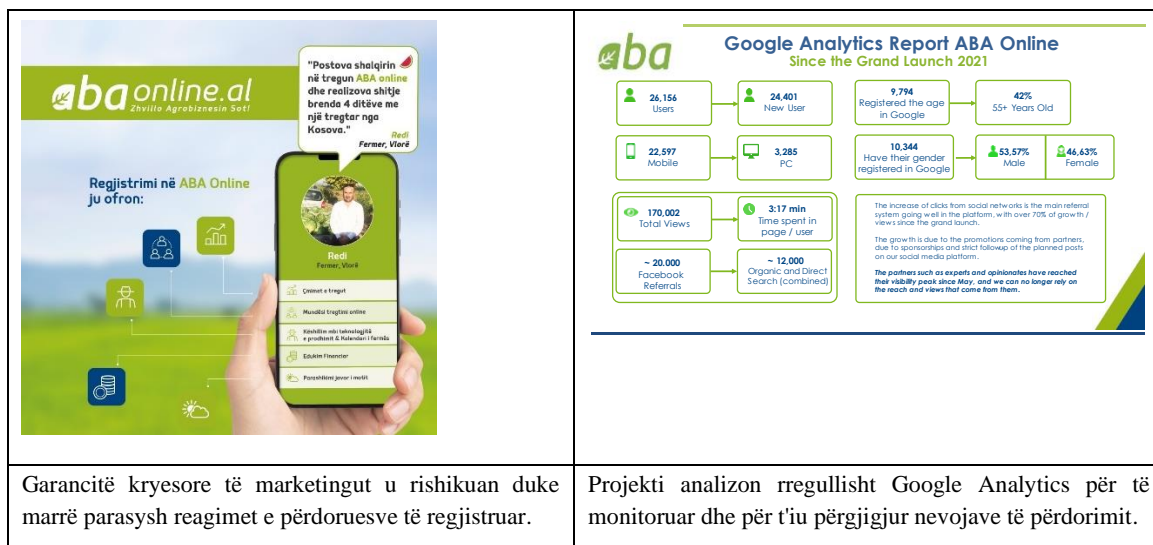 aba online.al
Zhvillo Agrobiznesin Sot!
"Postova shalqirin
në tregun ABA online
dhe realizova shitje
brenda 4 ditëve me
një tregtar nga
Kosova."
Redi
Fermer, Vlorë
Regjistrimi në ABA Online
ju ofron:
Redi
Fermer, Vlorë
Çmimet e tregut
Mundësi tregtimi online
Këshillim mbi teknologjitë
e prodhimit & Kalendari i fermës
Edukim Financier
Parashikimi javor i motit
aba
Google Analytics Report ABA Online
Since the Grand Launch 2021
26,156
Users
24,401
New User
9,794
Registered the age
in Google
42%
55+ Years Old
22,597
Mobile
3,285
PC
10,344
Have their gender
registered in Google
53,57%
Male
46,63%
Female
170,002
Total Views
3:17 min
Time spent in
page / user
~ 20.000
Facebook
Referrals
~ 12,000
Organic and Direct
Search (combined)
The increase of clicks from social networks is the main referral
system going well in the platform, with over 70% of growth /
views since the grand launch.
The growth is due to the promotions coming from partners,
due to sponsorships and strict followup of the planned posts
on our social media platform.
The partners such as experts and opinionates have reached
their visibility peak since May, and we can no longer rely on
the reach and views that come from them.
Garancitë kryesore të marketingut u rishikuan duke
marrë parasysh reagimet e përdoruesve të regjistruar.
Projekti analizon rregullisht Google Analytics për të
monitoruar dhe për t'iu përgjigjur nevojave të përdorimit.